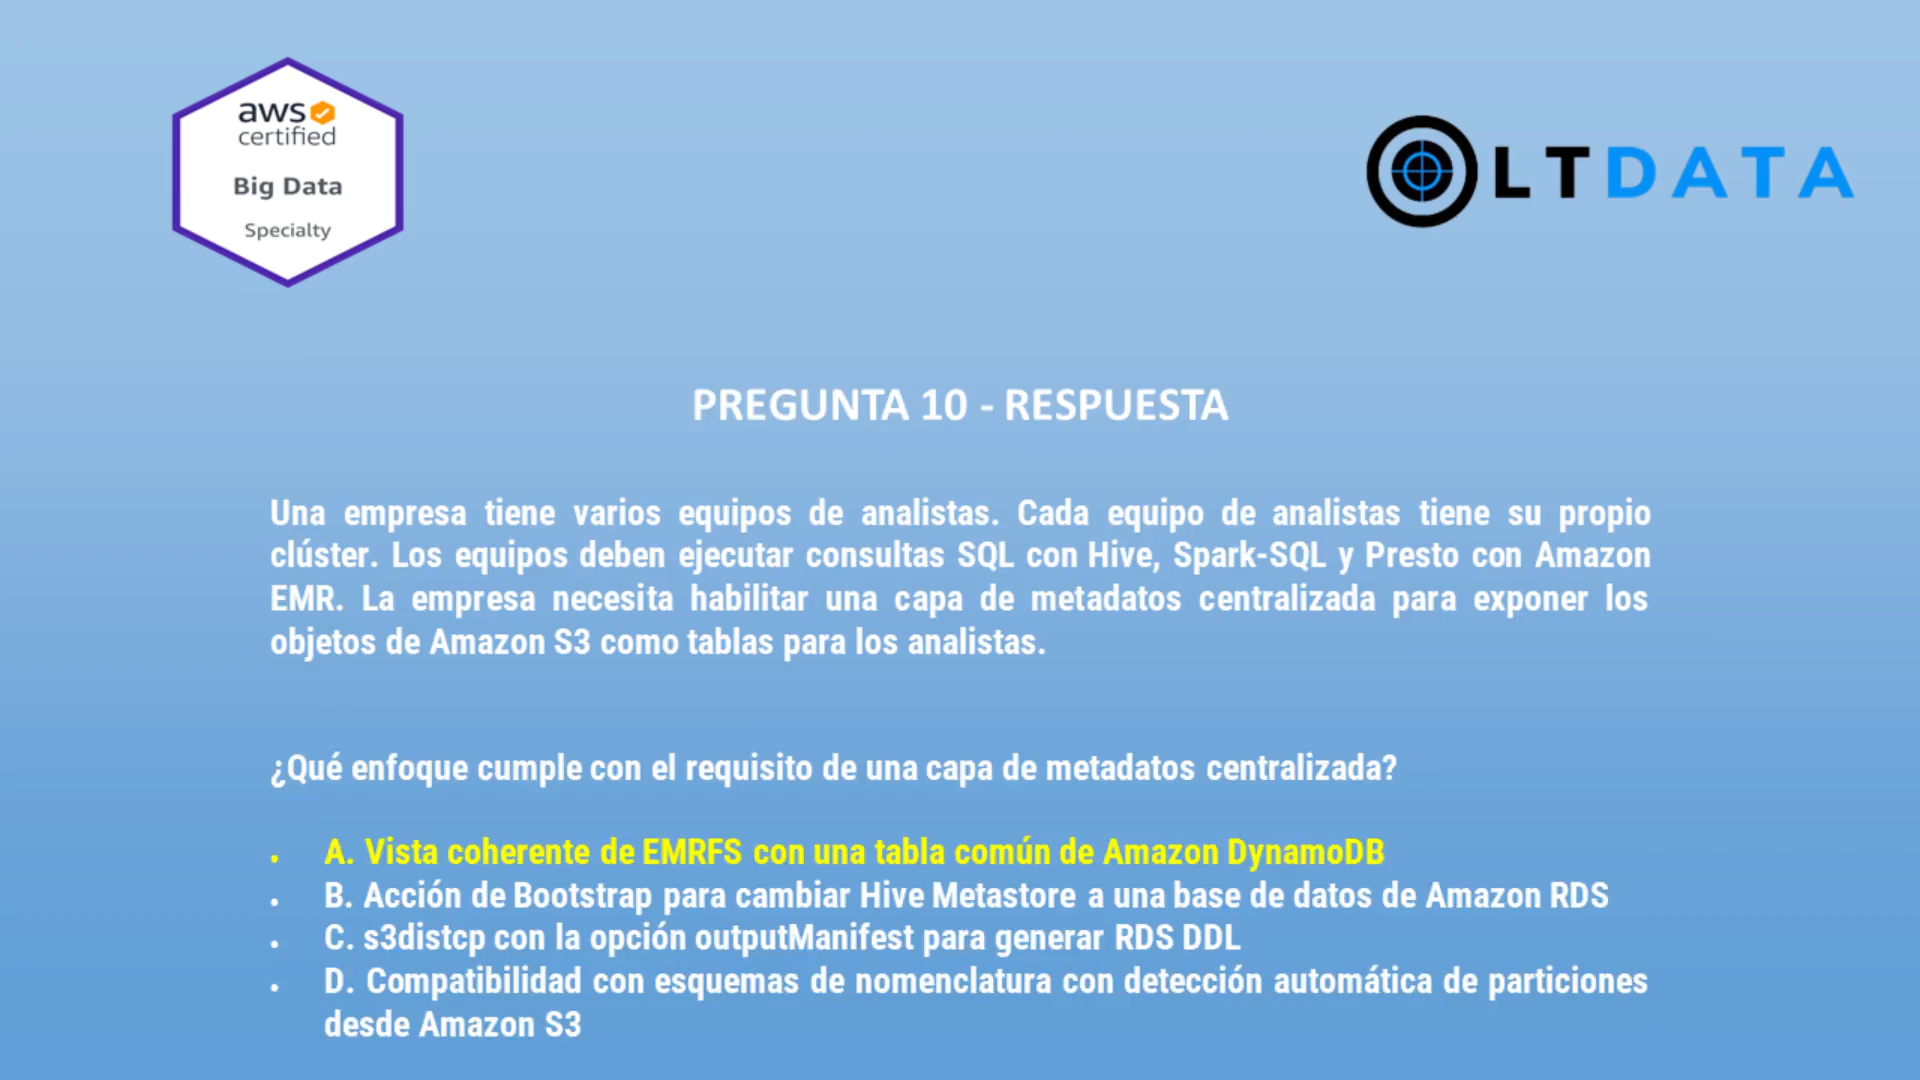 aws
certified
Big Data
Specialty
LTDATA
PREGUNTA 10 - RESPUESTA
Una empresa tiene varios equipos de analistas. Cada equipo de analistas tiene su propio
clúster. Los equipos deben ejecutar consultas SQL con Hive, Spark-SQL y Presto con Amazon
EMR. La empresa necesita habilitar una capa de metadatos centralizada para exponer los
objetos de Amazon S3 como tablas para los analistas.
¿Qué enfoque cumple con el requisito de una capa de metadatos centralizada?
• A. Vista coherente de EMRFS con una tabla común de Amazon DynamoDB
• B. Acción de Bootstrap para cambiar Hive Metastore a una base de datos de Amazon RDS
• C. s3distcp con la opción outputManifest para generar RDS DDL
• D. Compatibilidad con esquemas de nomenclatura con detección automática de particiones
desde Amazon S3